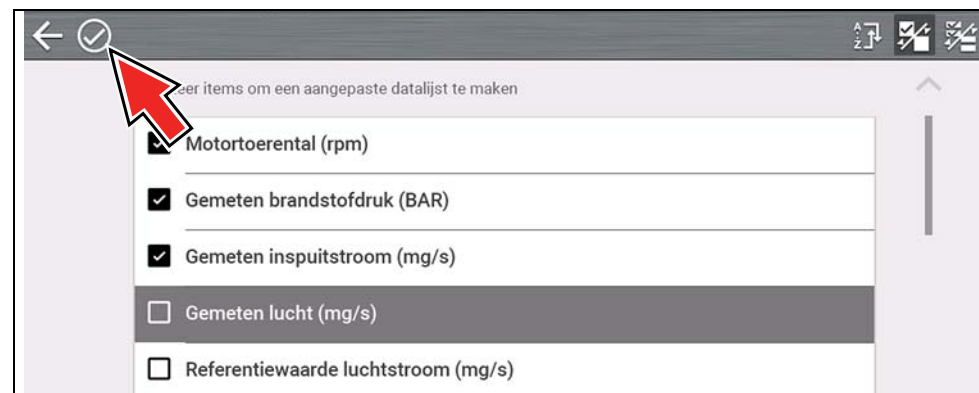 A
Z
items om een aangepaste datalijst te maken
Motortoerental (rpm)
Gemeten brandstofdruk (BAR)
Gemeten inspuitstroom (mg/s)
Gemeten lucht (mg/s)
Referentiewaarde luchtstroom (mg/s)